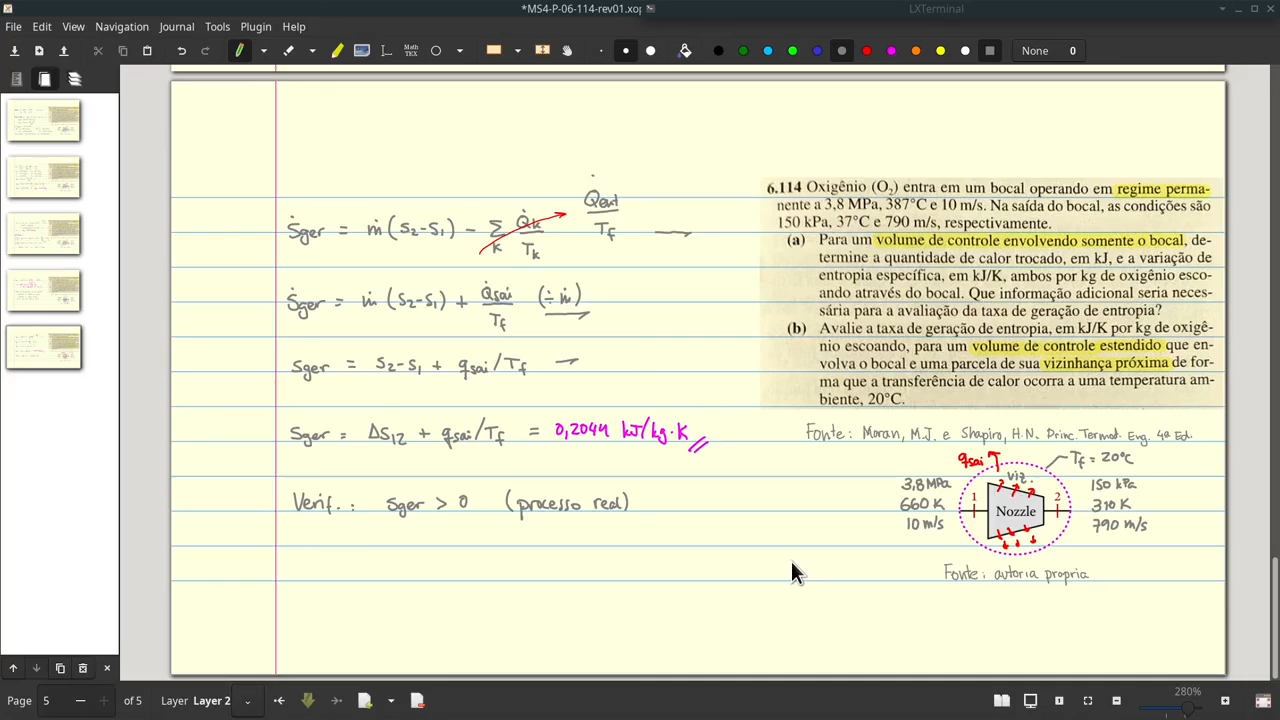 *MS4-P-06-114-rev01.xop
LXTerminal
File Edit View Navigation Journal Tools Plugin Help
Math TEX
None 0
6.114 Oxigênio (O₂) entra em um bocal operando em regime perma-
nente a 3,8 MPa, 387°C e 10 m/s. Na saída do bocal, as condições são
150 kPa, 37°C e 790 m/s, respectivamente.
(a) Para um volume de controle envolvendo somente o bocal, de-
termine a quantidade de calor trocado, em kJ, e a variação de
entropia específica, em kJ/K, ambos por kg de oxigênio esco-
ando através do bocal. Que informação adicional seria neces-
sária para a avaliação da taxa de geração de entropia?
(b) Avalie a taxa de geração de entropia, em kJ/K por kg de oxigê-
nio escoando, para um volume de controle estendido que en-
volva o bocal e uma parcela de sua vizinhança próxima de for-
ma que a transferência de calor ocorra a uma temperatura am-
biente, 20°C.
Fonte: Moran, M.J. e Shapiro, H.N. Princ. Termod. Eng. 4ª Ed.
Ṡger = ṁ(s₂-s₁) - Σk Q̇k/Tk Q̇ent/Tf
Ṡger = ṁ(s₂-s₁) + Q̇sai/Tf (÷ṁ)
sger = s₂-s₁ + qsai/Tf
sger = Δs₁₂ + qsai/Tf = 0,2044 kJ/kg·K
Verif.: sger > 0 (processo real)
qsai
Tf = 20°C
viz.
3,8 MPa
660 K
10 m/s
1
Nozzle
2
150 kPa
310 K
790 m/s
Fonte: autoria propria
Page 5 of 5 Layer Layer 2
280%